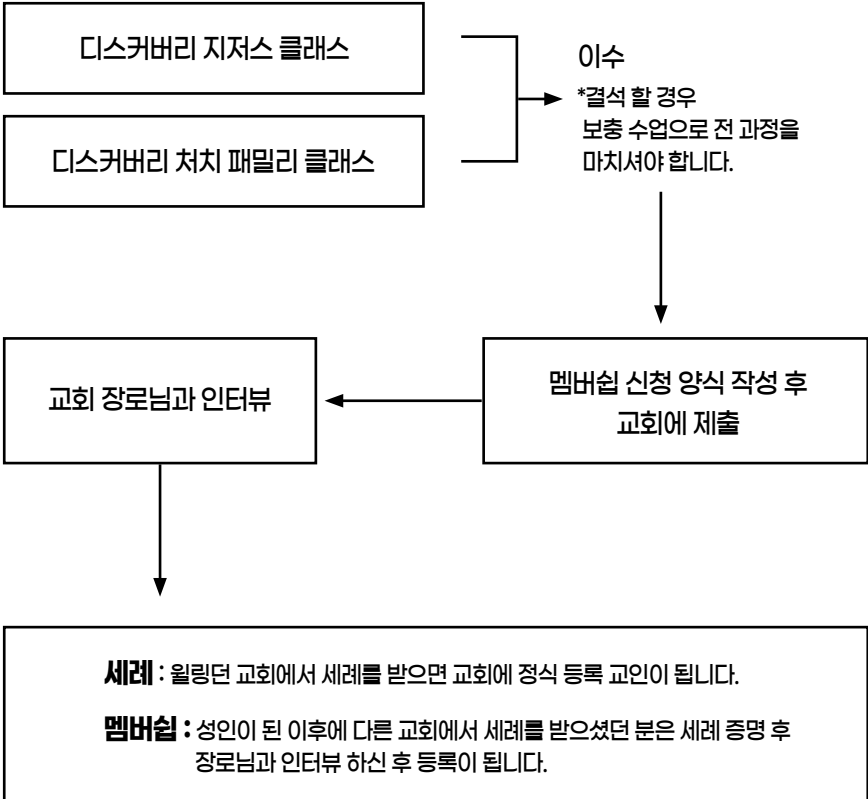 디스커버리 지저스 클래스
디스커버리 처치 패밀리 클래스
이수
*결석 할 경우
보충 수업으로 전 과정을
마치셔야 합니다.
멤버쉽 신청 양식 작성 후
교회에 제출
교회 장로님과 인터뷰
세례 : 윌링던 교회에서 세례를 받으면 교회에 정식 등록 교인이 됩니다.
멤버쉽 : 성인이 된 이후에 다른 교회에서 세례를 받으셨던 분은 세례 증명 후
장로님과 인터뷰 하신 후 등록이 됩니다.